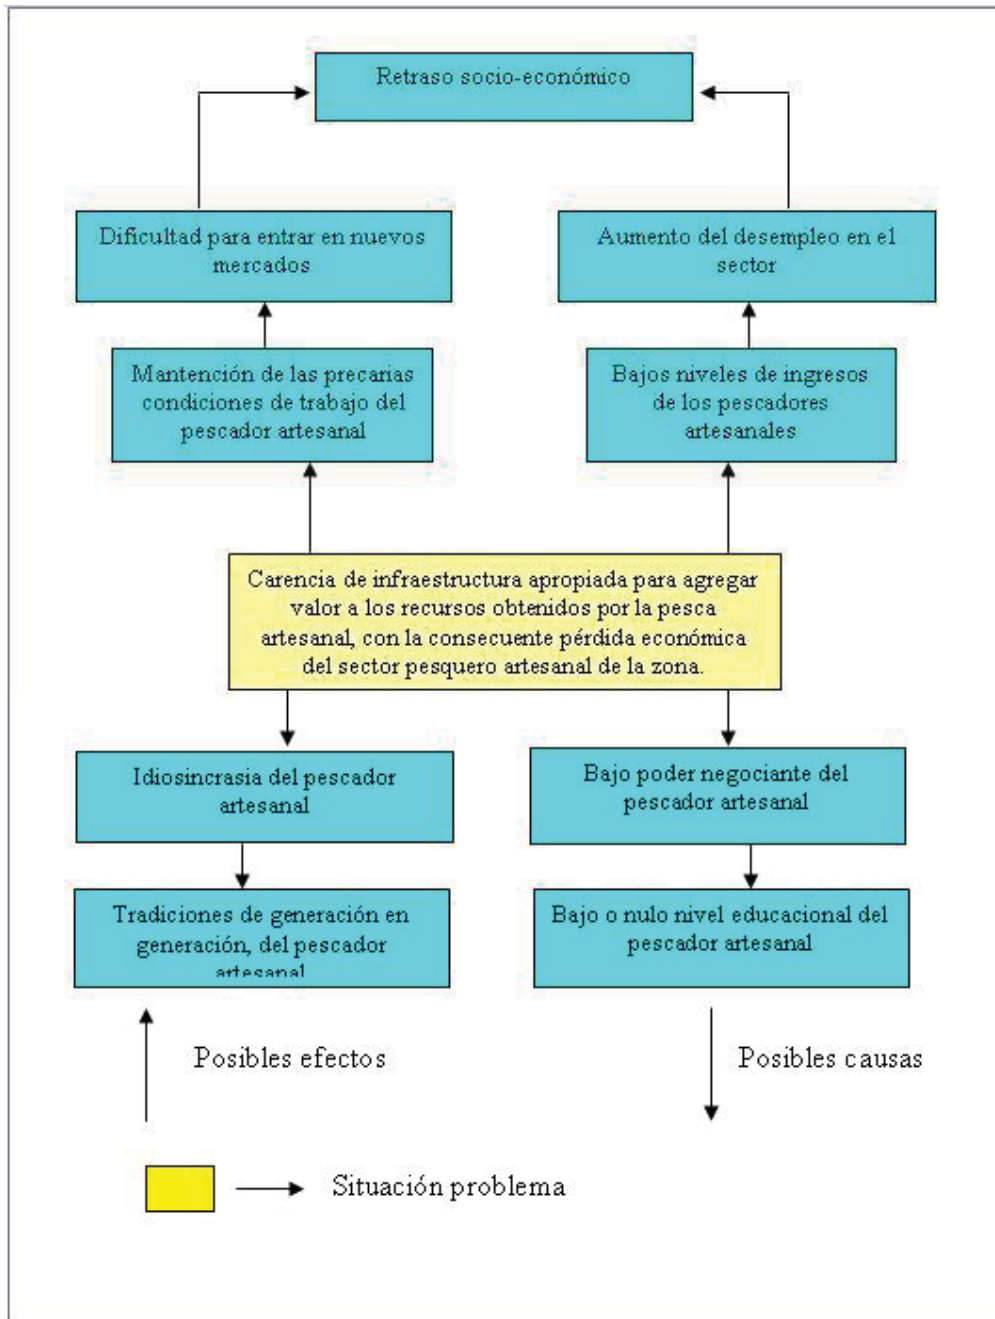 Retraso socio-económico
Dificultad para entrar en nuevos
mercados
Aumento del desempleo en el
sector
Mantención de las precarias
condiciones de trabajo del
pescador artesanal
Bajos niveles de ingresos
de los pescadores
artesanales
Carencia de infraestructura apropiada para agregar
valor a los recursos obtenidos por la pesca
artesanal, con la consecuente pérdida económica
del sector pesquero artesanal de la zona.
Idiosincrasia del pescador
artesanal
Bajo poder negociante del
pescador artesanal
Tradiciones de generación en
generación, del pescador
artesanal
Bajo o nulo nivel educacional del
pescador artesanal
Posibles efectos
Posibles causas
Situación problema